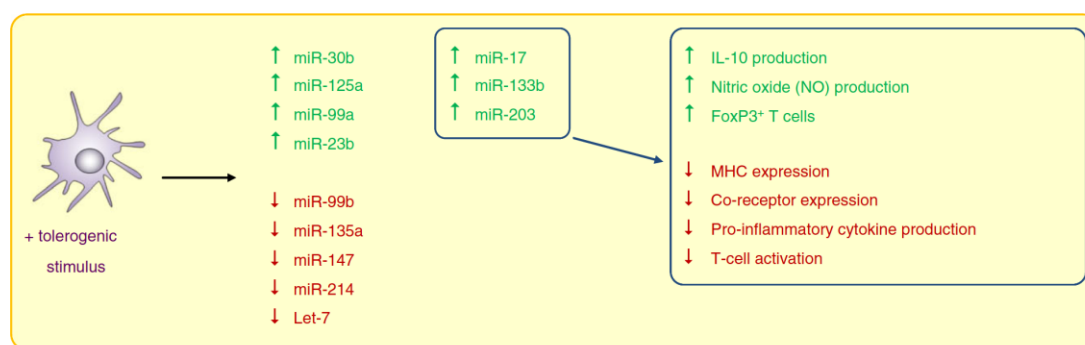 + tolerogenic
stimulus
↑ miR-30b
↑ miR-125a
↑ miR-99a
↑ miR-23b
↓ miR-99b
↓ miR-135a
↓ miR-147
↓ miR-214
↓ Let-7
↑ miR-17
↑ miR-133b
↑ miR-203
↑ IL-10 production
↑ Nitric oxide (NO) production
↑ FoxP3⁺ T cells
↓ MHC expression
↓ Co-receptor expression
↓ Pro-inflammatory cytokine production
↓ T-cell activation